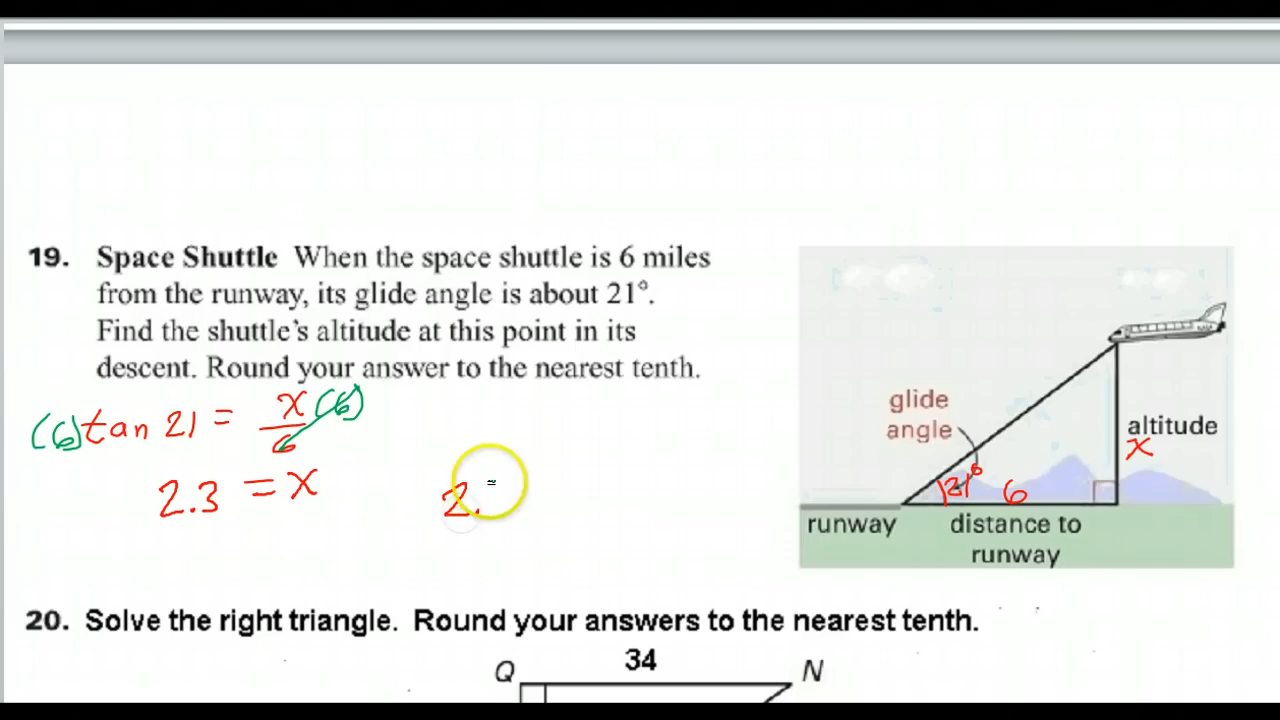 19. Space Shuttle When the space shuttle is 6 miles
from the runway, its glide angle is about 21°.
Find the shuttle's altitude at this point in its
descent. Round your answer to the nearest tenth.
(6) tan 21 = x/6 (6)
2.3 = x
2.
glide
angle
altitude
x
21°
6
runway
distance to
runway
20. Solve the right triangle. Round your answers to the nearest tenth.
Q 34 N